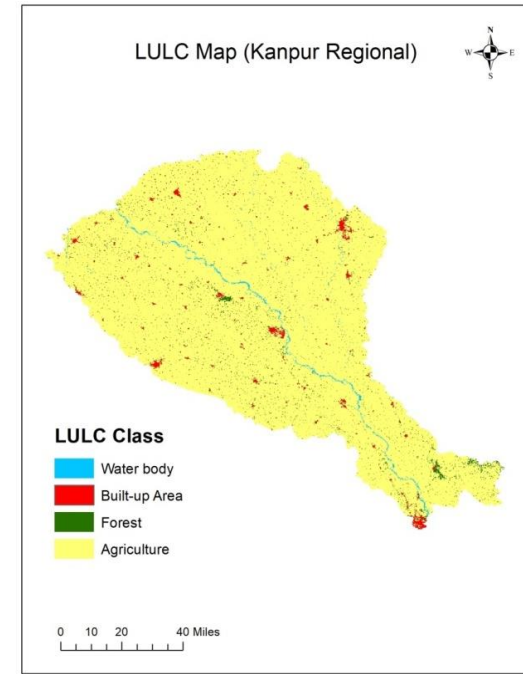 LULC Map (Kanpur Regional)
N
W E
S
LULC Class
Water body
Built-up Area
Forest
Agriculture
0 10 20 40 Miles